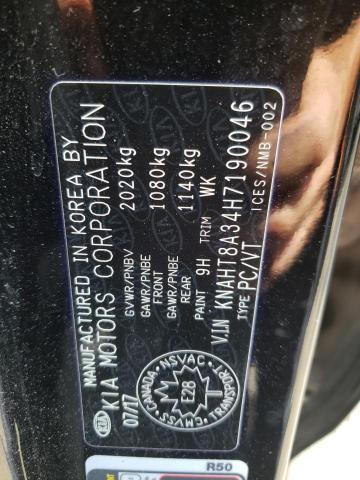 MANUFACTURED IN KOREA BY
KIA MOTORS CORPORATION
07/17
GVWR/PNBV 2020kg
GAWR/PNBE FRONT 1080kg
GAWR/PNBE REAR 1140kg
PAINT 9H TRIM WK
V.I.N KNAHT8A34H7190046
TYPE PC/VT
ICES/NMB-002
KIA
CANADA NSVAC
E28
TRANSPORT CMVSS
R50